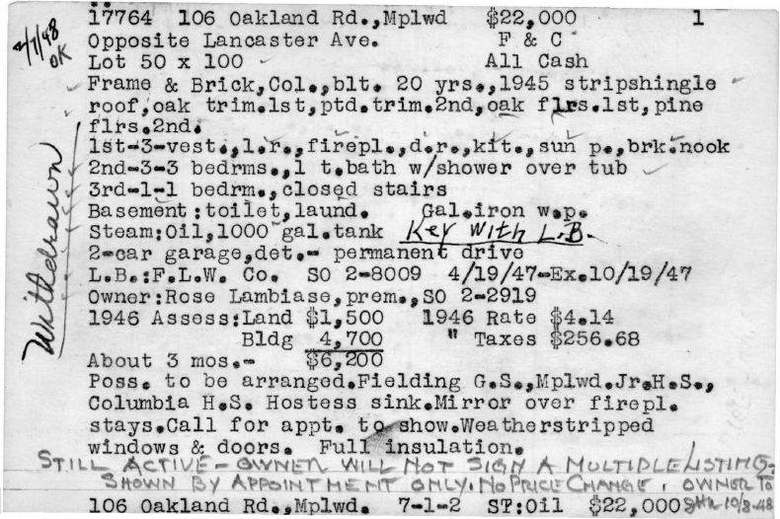 17764 106 Oakland Rd.,Mplwd $22,000 1
Opposite Lancaster Ave. F & C
Lot 50 x 100 All Cash
Frame & Brick,Col.,blt. 20 yrs.,1945 stripshingle
roof,oak trim.1st,ptd.trim.2nd,oak flrs.1st,pine
flrs.2nd.
1st-3-vest.,l.r.,firepl.,d.r.,kit.,sun p.,brk.nook
2nd-3-3 bedrms.,1 t.bath w/shower over tub
3rd-1-1 bedrm.,closed stairs
Basement:toilet,laund. Gal.iron w.p.
Steam:Oil,1000 gal.tank Key With L.B.
2-car garage,det.- permanent drive
L.B.:F.L.W. Co. SO 2-8009 4/19/47-Ex.10/19/47
Owner:Rose Lambiase,prem.,SO 2-2919
1946 Assess:Land $1,500 1946 Rate $4.14
Bldg 4,700 " Taxes $256.68
About 3 mos.- $6,200
Poss. to be arranged.Fielding G.S.,Mplwd.Jr.H.S.,
Columbia H.S. Hostess sink.Mirror over firepl.
stays.Call for appt. to show.Weatherstripped
windows & doors. Full insulation.
STILL ACTIVE - OWNER WILL NOT SIGN A MULTIPLE LISTING.
SHOWN BY APPOINTMENT ONLY. NO PRICE CHANGE. OWNER TO
106 Oakland Rd.,Mplwd. 7-1-2 ST:Oil $22,000 10/8-48
Withdrawn
OK